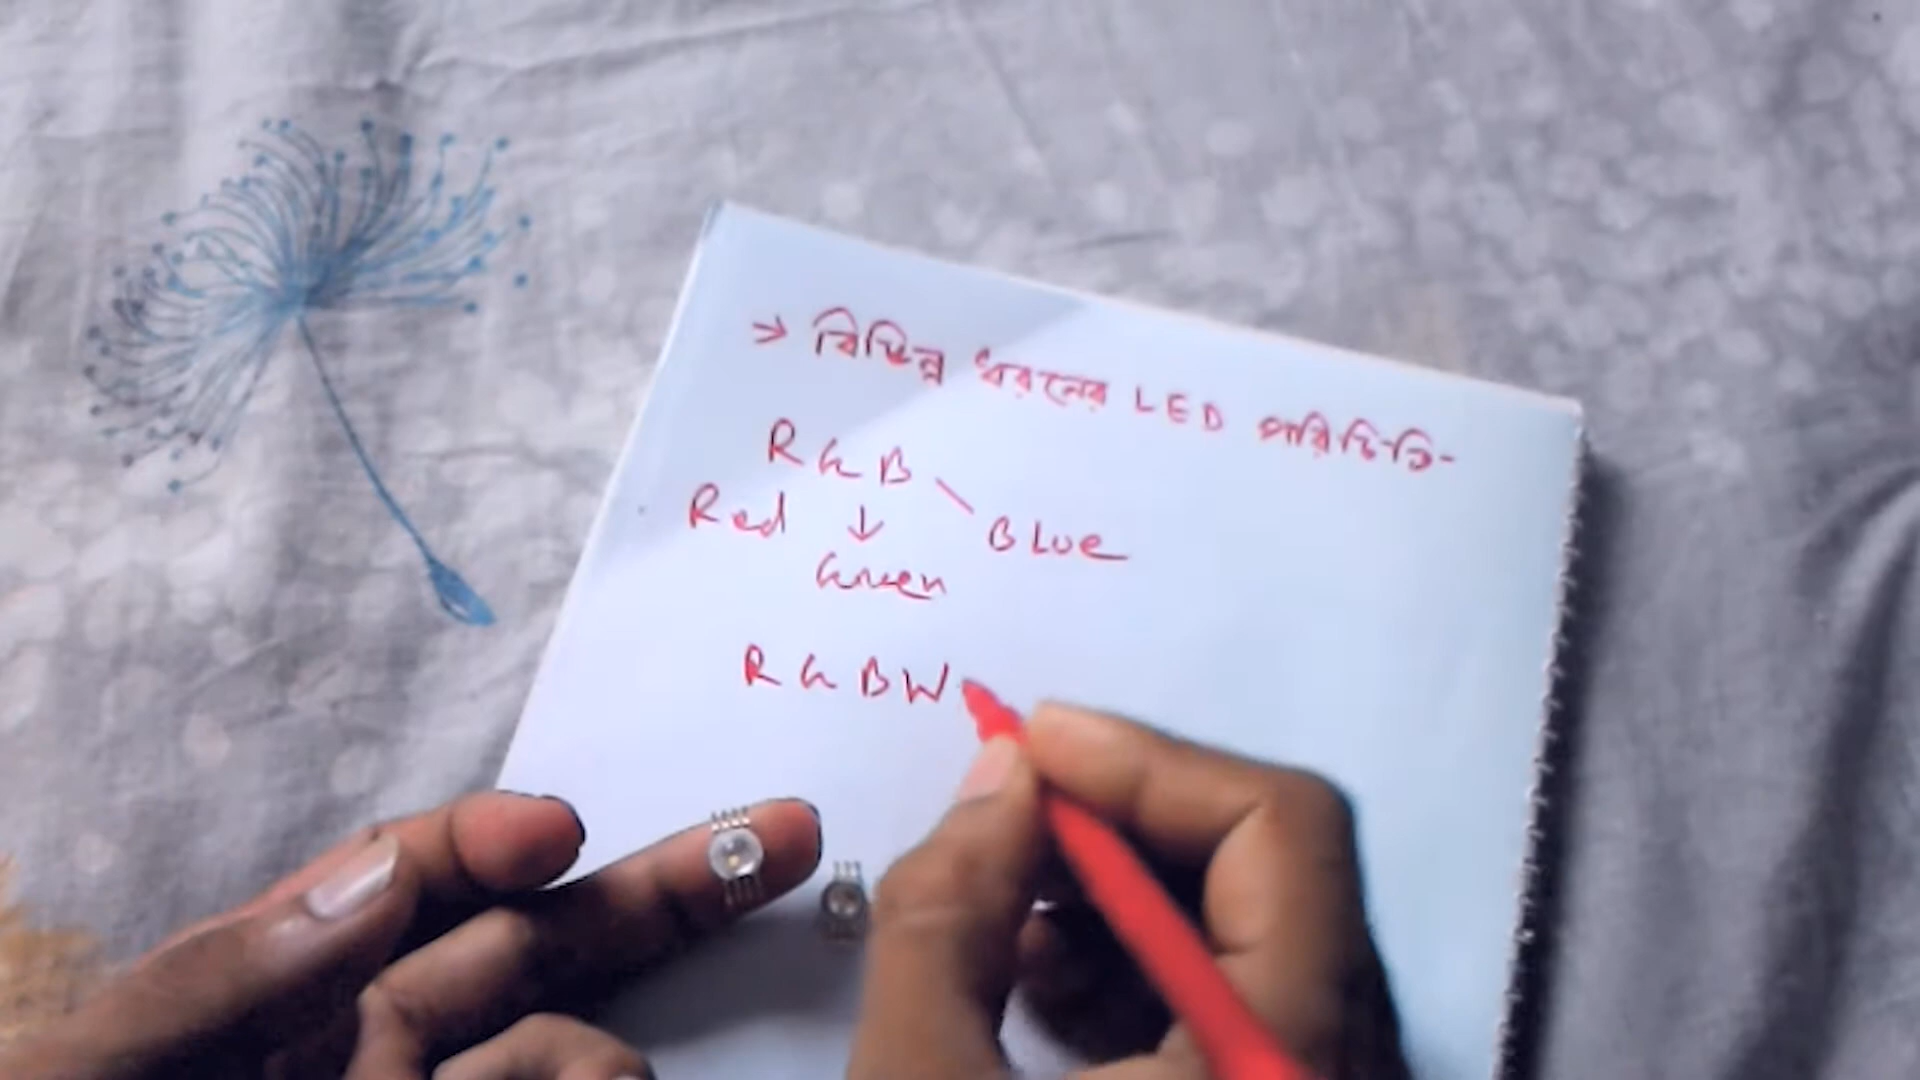 → বিভিন্ন ধরনের LED পরিচিতি-
RGB
Red ↓ \ Blue
Green
RGBW